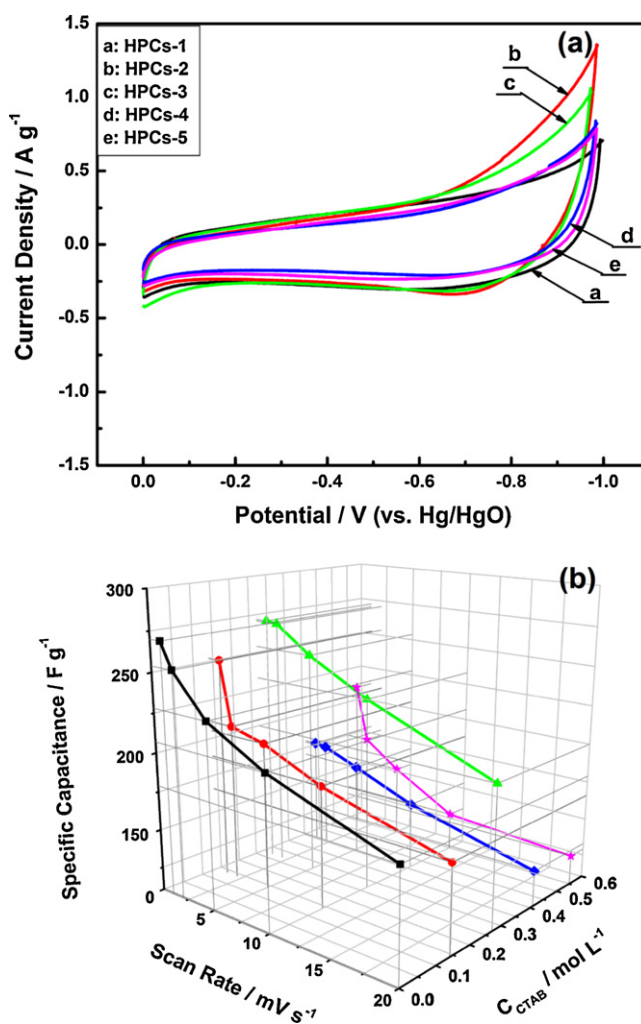 (a)
a: HPCs-1
b: HPCs-2
c: HPCs-3
d: HPCs-4
e: HPCs-5
b
c
d
e
a
1.5
1.0
0.5
0.0
-0.5
-1.0
-1.5
Current Density / A g⁻¹
0.0 -0.2 -0.4 -0.6 -0.8 -1.0
Potential / V (vs. Hg/HgO)
(b)
300
250
200
150
Specific Capacitance / F g⁻¹
0 5 10 15 20
Scan Rate / mV s⁻¹
0.0 0.1 0.2 0.3 0.4 0.5 0.6
C CTAB / mol L⁻¹